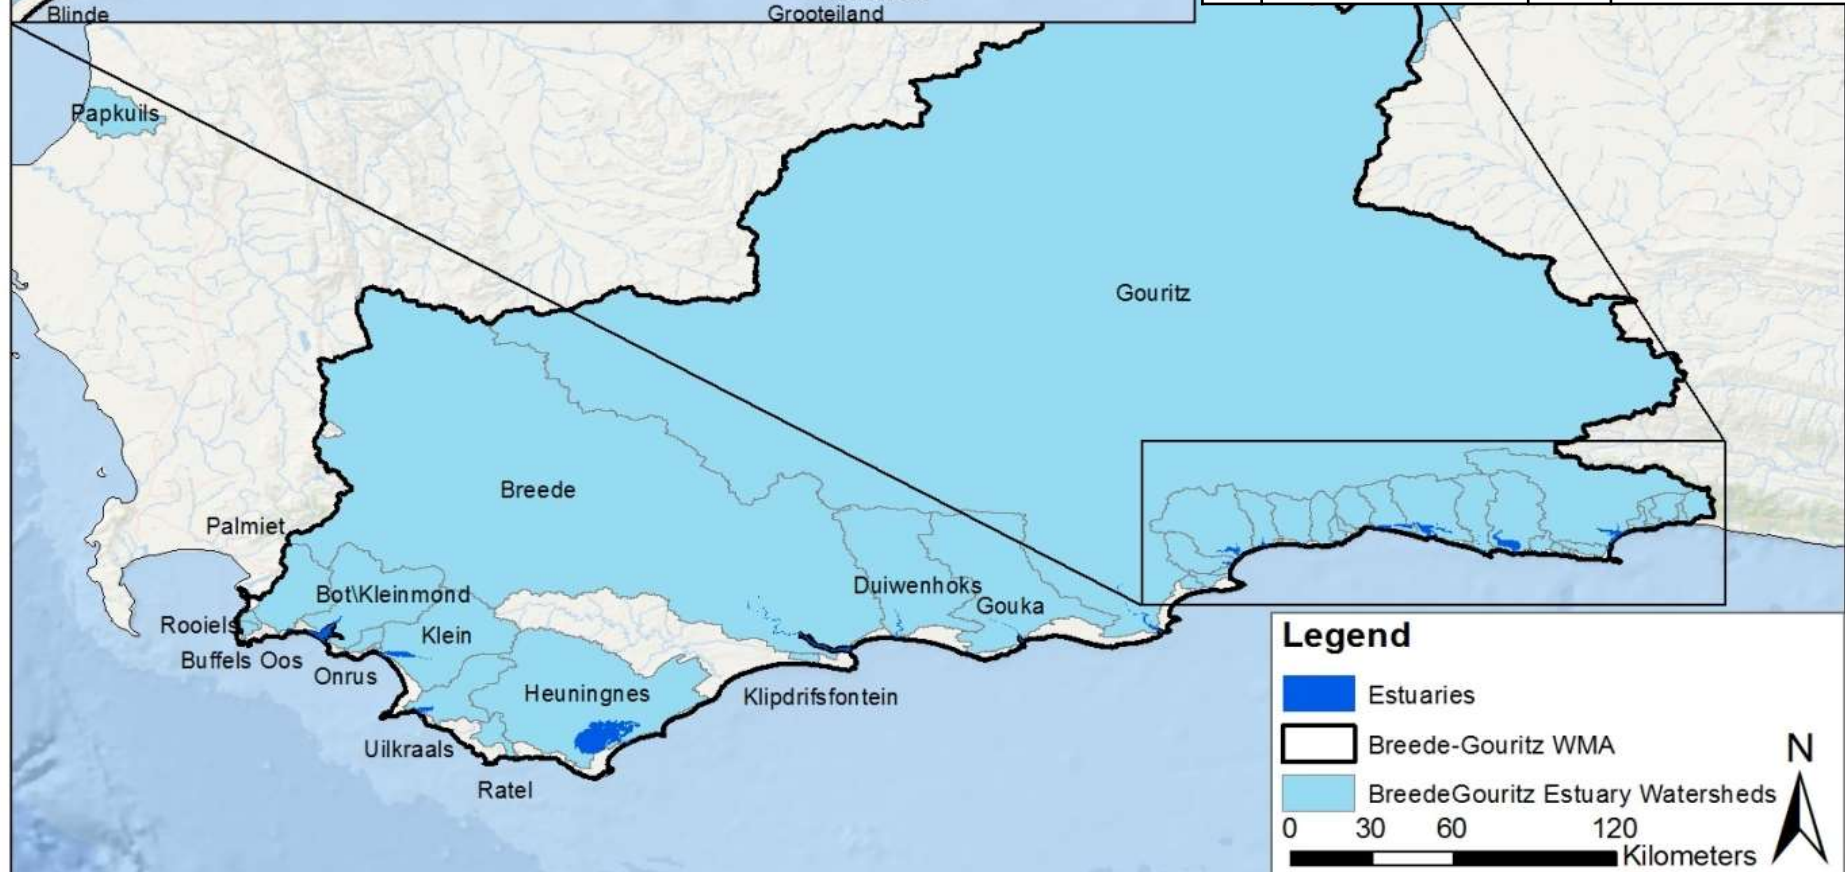 Blinde
Grooteiland
Papkuils
Gouritz
Breede
Palmiet
Duiwenhoks
Bot\Kleinmond
Gouka
Rooiels
Klein
Buffels Oos
Onrus
Heuningnes
Klipdrifsfontein
Uilkraals
Ratel
Legend
Estuaries
Breede-Gouritz WMA
BreedeGouritz Estuary Watersheds
N
0 30 60 120
Kilometers